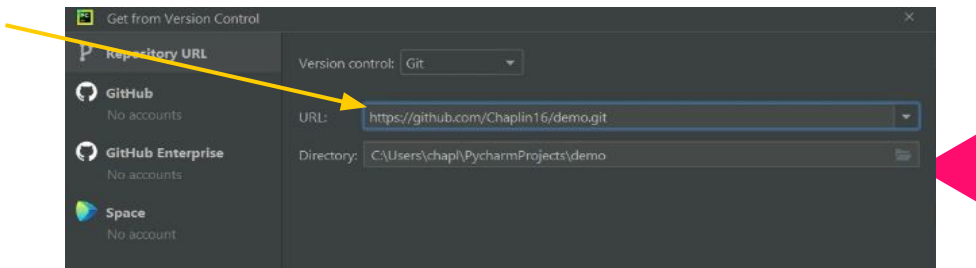 PC Get from Version Control
Repository URL
Version control: Git
GitHub
No accounts
URL: https://github.com/Chaplin16/demo.git
GitHub Enterprise
No accounts
Directory: C:\Users\chapl\PycharmProjects\demo
Space
No account